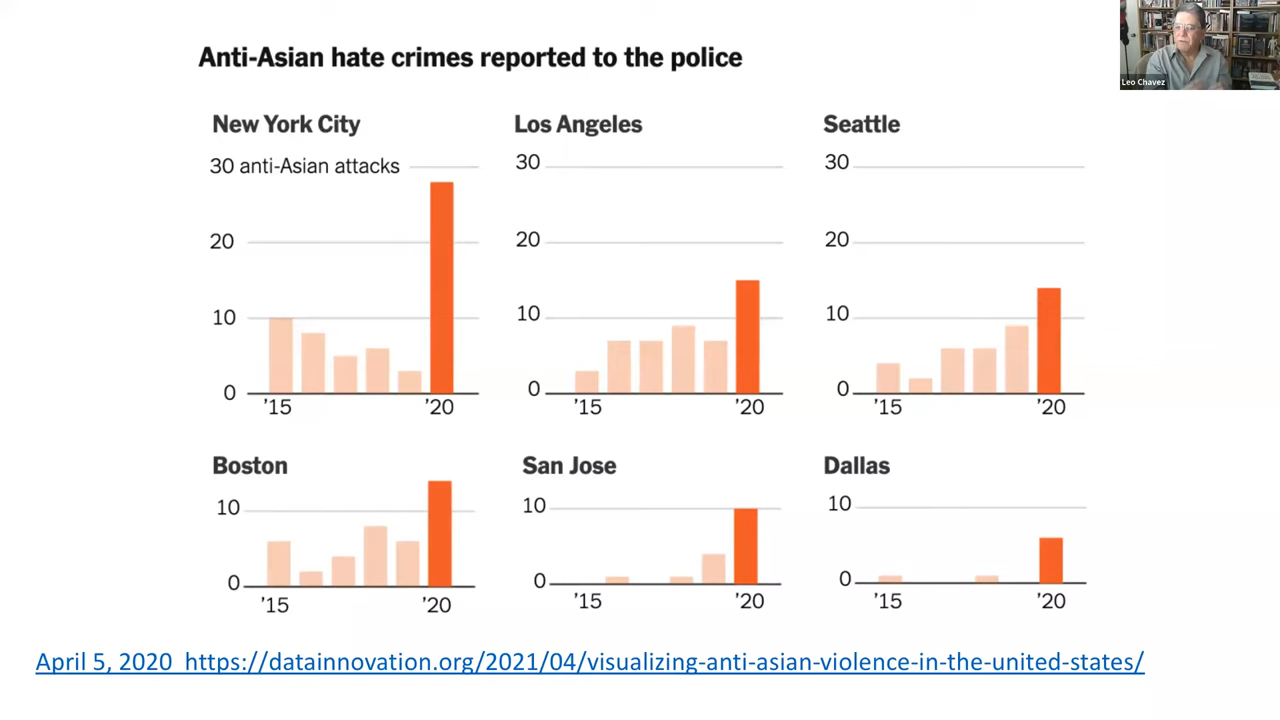 Leo Chavez
Anti-Asian hate crimes reported to the police
New York City
30 anti-Asian attacks
20
10
0
’15
’20
Los Angeles
30
20
10
0
’15
’20
Seattle
30
20
10
0
’15
’20
Boston
10
0
’15
’20
San Jose
10
0
’15
’20
Dallas
10
0
’15
’20
April 5, 2020 https://datainnovation.org/2021/04/visualizing-anti-asian-violence-in-the-united-states/